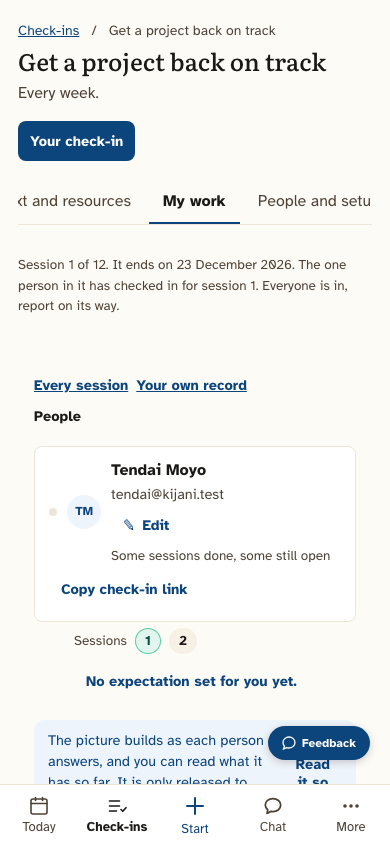 Check-ins / Get a project back on track
Get a project back on track
Every week.
Your check-in
xt and resources My work People and setu
Session 1 of 12. It ends on 23 December 2026. The one
person in it has checked in for session 1. Everyone is in,
report on its way.
Every session Your own record
People
Tendai Moyo
TM
tendai@kijani.test
✎ Edit
Some sessions done, some still open
Copy check-in link
Sessions 1 2
No expectation set for you yet.
The picture builds as each person
answers, and you can read what it
has so far. It is only released to
Read
it so
Feedback
Today Check-ins Start Chat More